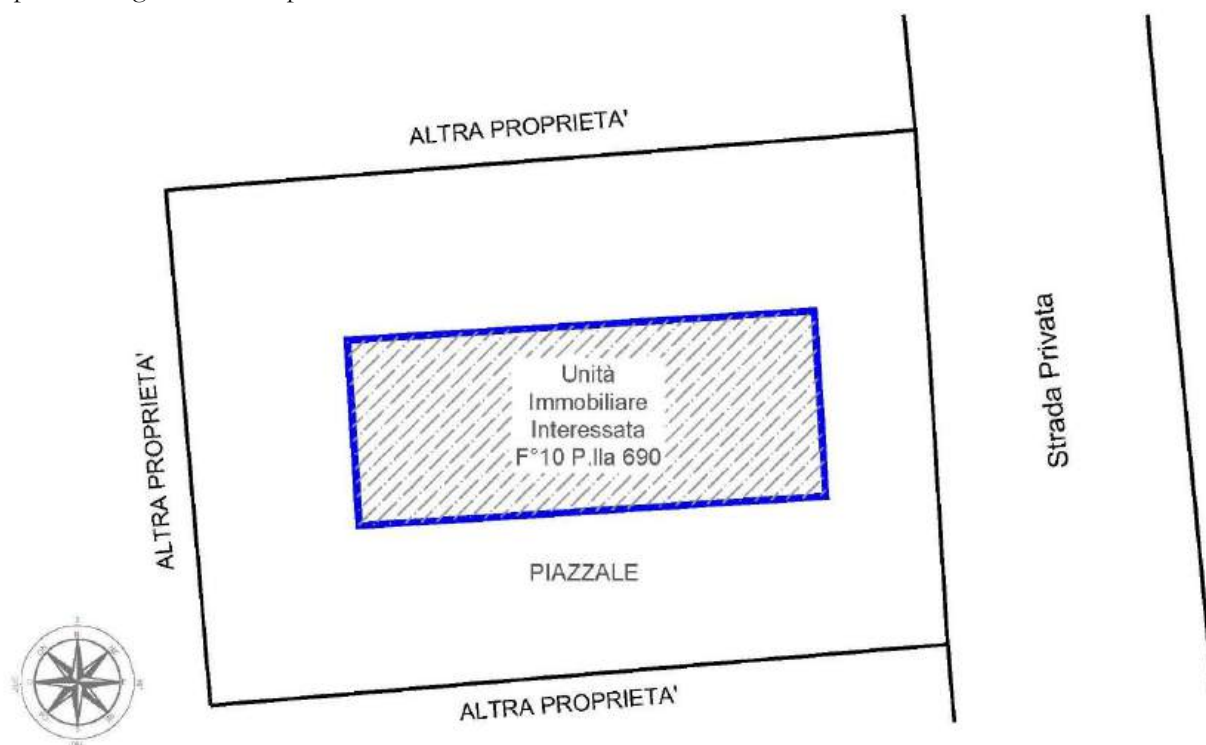 ALTRA PROPRIETA'
ALTRA PROPRIETA'
Unità
Immobiliare
Interessata
F°10 P.lla 690
Strada Privata
PIAZZALE
ALTRA PROPRIETA'